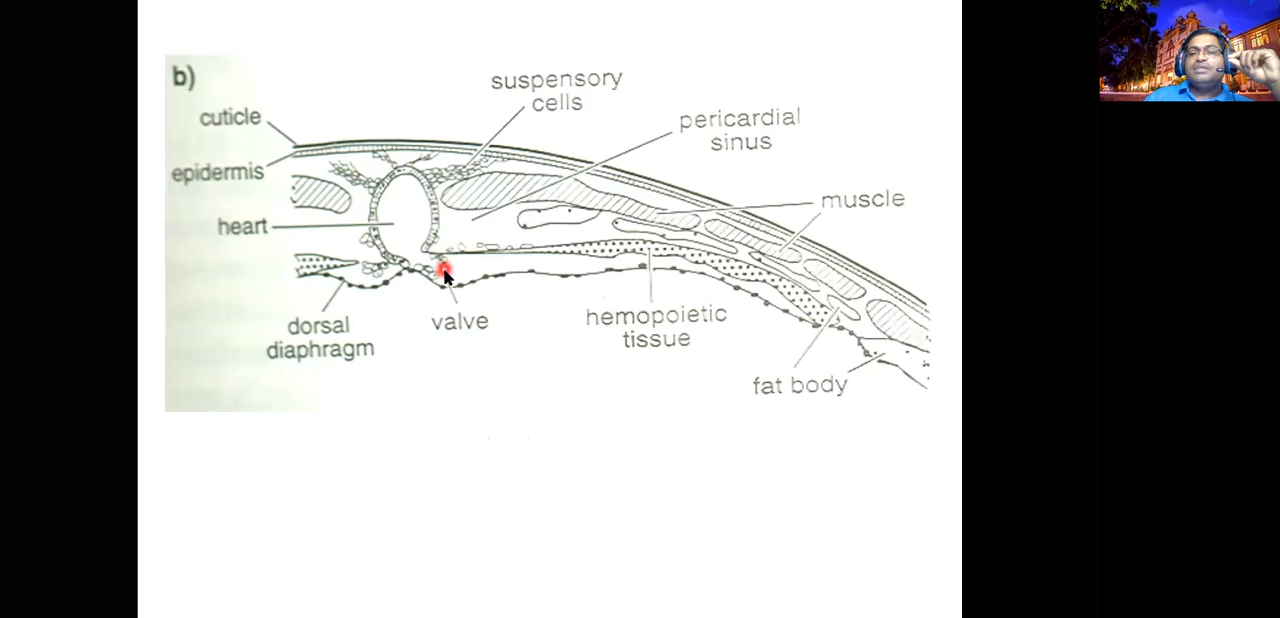 b)
suspensory
cells
cuticle
pericardial
sinus
epidermis
muscle
heart
dorsal
diaphragm
valve
hemopoietic
tissue
fat body